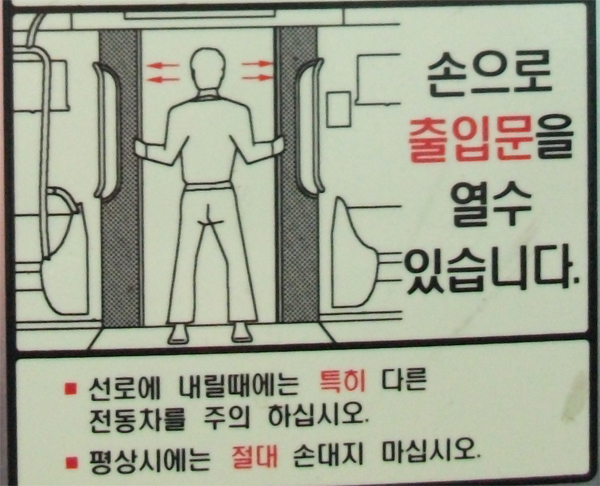 손으로
출입문을
열수
있습니다.
선로에 내릴때에는 특히 다른
전동차를 주의 하십시오.
평상시에는 절대 손대지 마십시오.